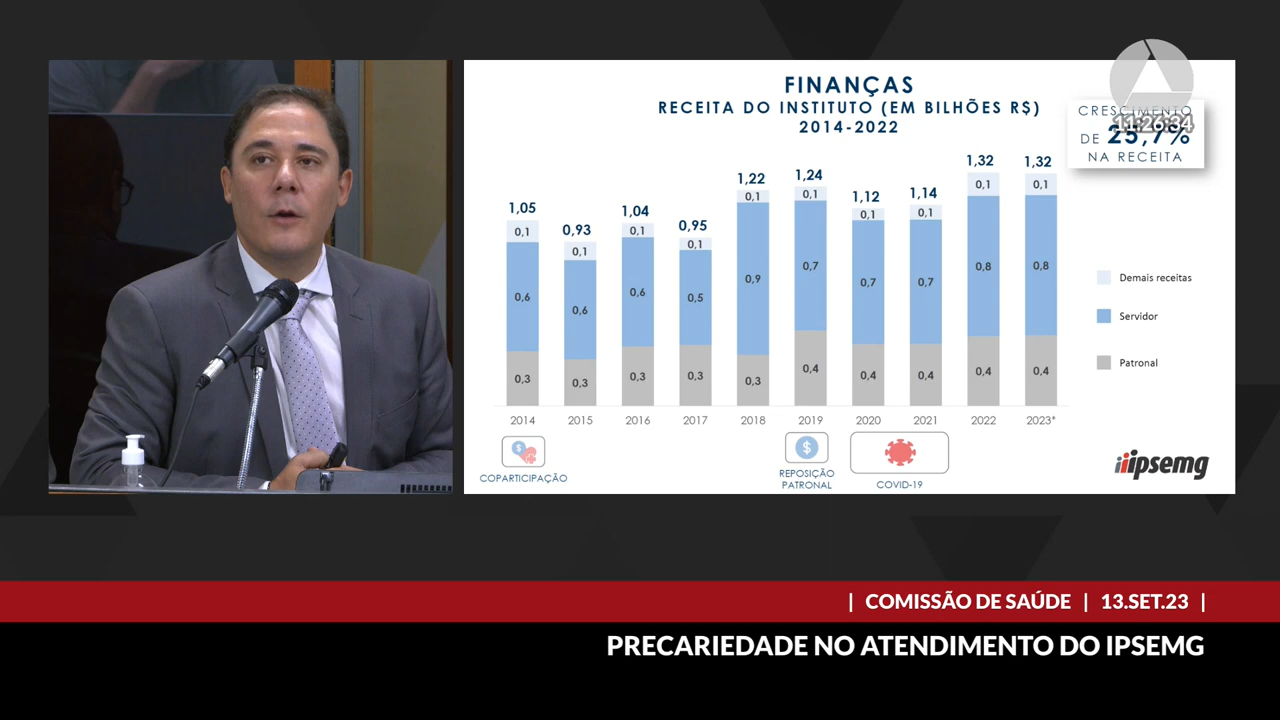 FINANÇAS
RECEITA DO INSTITUTO (EM BILHÕES R$)
2014-2022
CRESCIMENTO
11:26:34
DE 25,7%
NA RECEITA
1,05 0,93 1,04 0,95 1,22 1,24 1,12 1,14 1,32 1,32
0,1 0,1 0,1 0,1 0,1 0,1 0,1 0,1 0,1 0,1
0,6 0,6 0,6 0,5 0,9 0,7 0,7 0,7 0,8 0,8
0,3 0,3 0,3 0,3 0,3 0,4 0,4 0,4 0,4 0,4
2014 2015 2016 2017 2018 2019 2020 2021 2022 2023*
Demais receitas
Servidor
Patronal
$
COPARTICIPAÇÃO
$
REPOSIÇÃO
PATRONAL
COVID-19
ipsemg
| COMISSÃO DE SAÚDE | 13.SET.23 |
PRECARIEDADE NO ATENDIMENTO DO IPSEMG